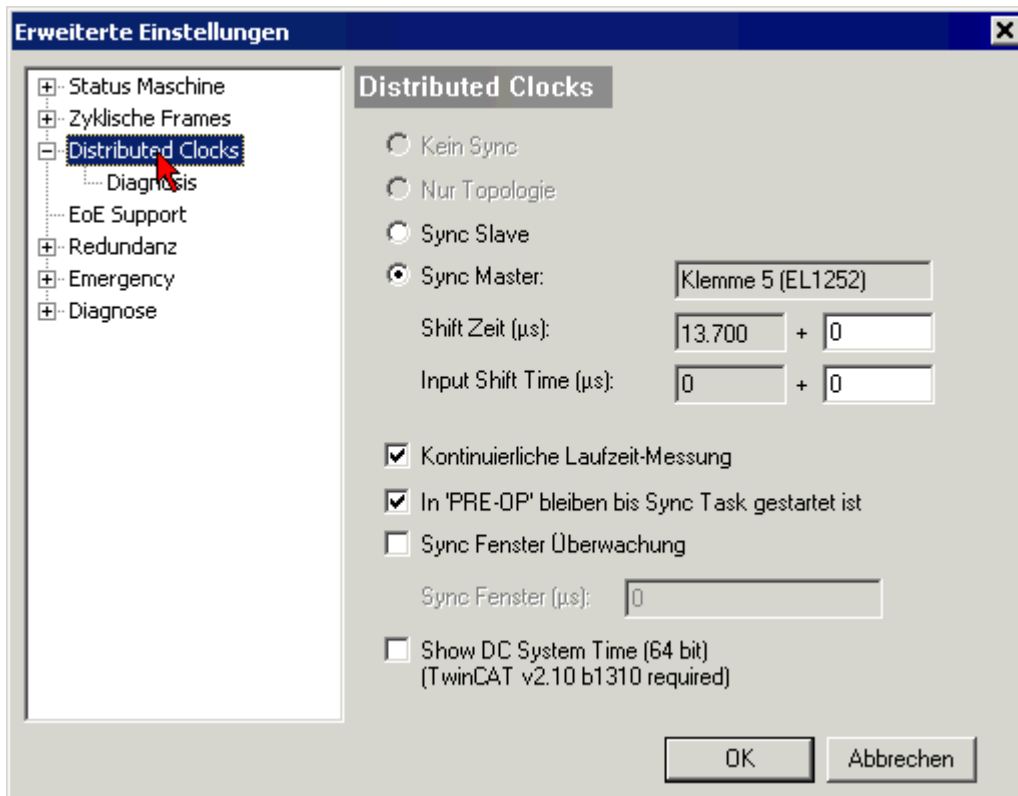 Erweiterte Einstellungen
Status Maschine
Zyklische Frames
Distributed Clocks
Diagnosis
EoE Support
Redundanz
Emergency
Diagnose
Distributed Clocks
Kein Sync
Nur Topologie
Sync Slave
Sync Master: Klemme 5 (EL1252)
Shift Zeit (µs): 13.700 + 0
Input Shift Time (µs): 0 + 0
Kontinuierliche Laufzeit-Messung
In 'PRE-OP' bleiben bis Sync Task gestartet ist
Sync Fenster Überwachung
Sync Fenster (µs): 0
Show DC System Time (64 bit)
(TwinCAT v2.10 b1310 required)
OK Abbrechen